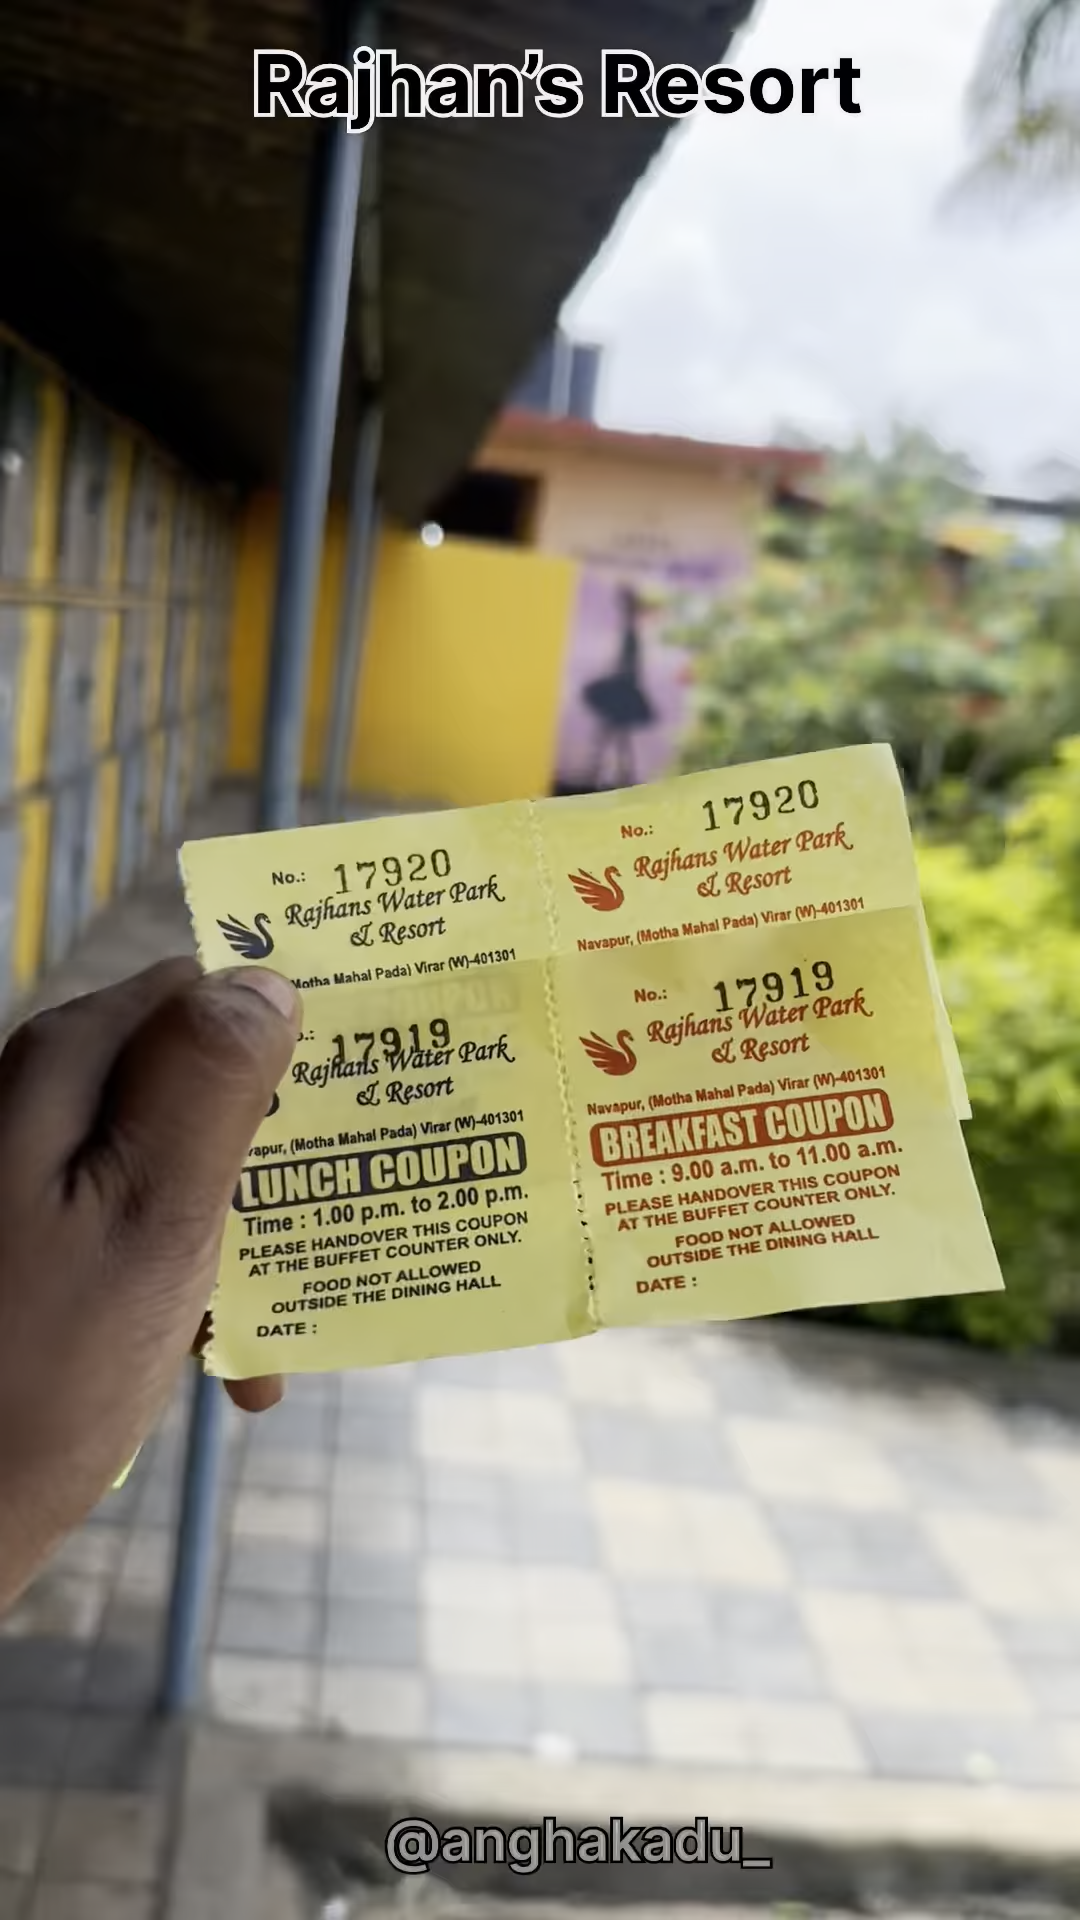 Rajhan's Resort
No.: 17920
Rajhans Water Park
& Resort
Motha Mahal Pada) Virar (W)-401301
No.: 17920
Rajhans Water Park
& Resort
Navapur, (Motha Mahal Pada) Virar (W)-401301
17919
Rajhans Water Park
& Resort
(Motha Mahal Pada) Virar (W)-401301
LUNCH COUPON
Time : 1.00 p.m. to 2.00 p.m.
PLEASE HANDOVER THIS COUPON
AT THE BUFFET COUNTER ONLY.
FOOD NOT ALLOWED
OUTSIDE THE DINING HALL
DATE :
No.: 17919
Rajhans Water Park
& Resort
Navapur, (Motha Mahal Pada) Virar (W)-401301
BREAKFAST COUPON
Time : 9.00 a.m. to 11.00 a.m.
PLEASE HANDOVER THIS COUPON
AT THE BUFFET COUNTER ONLY.
FOOD NOT ALLOWED
OUTSIDE THE DINING HALL
DATE :
@anghakadu_